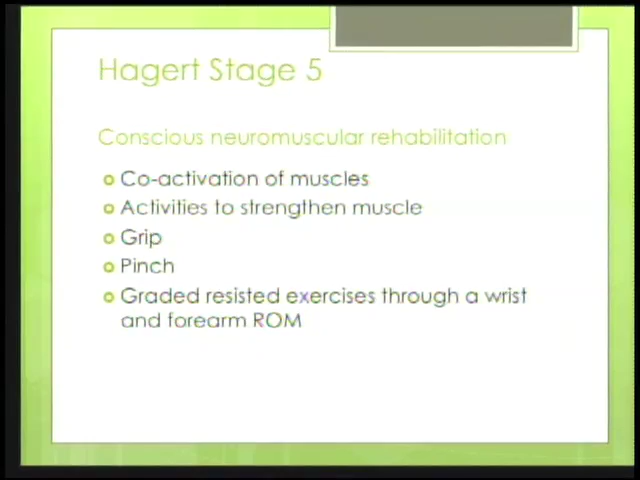 Hagert Stage 5
Conscious neuromuscular rehabilitation
Co-activation of muscles
Activities to strengthen muscle
Grip
Pinch
Graded resisted exercises through a wrist
and forearm ROM